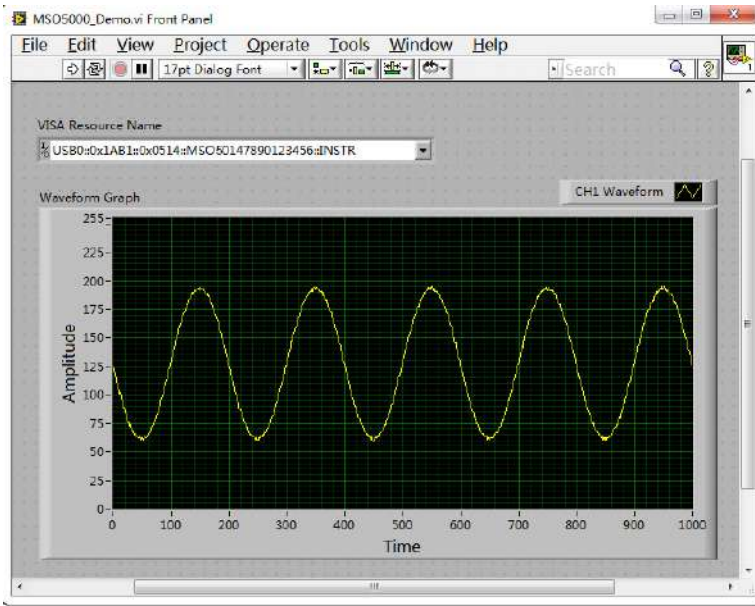 MSO5000_Demo.vi Front Panel
File Edit View Project Operate Tools Window Help
17pt Dialog Font Search ?
1
VISA Resource Name
USB0::0x1AB1::0x0514::MSO50147890123456::INSTR
Waveform Graph
CH1 Waveform
255
225
200
175
150
125
100
75
50
25
0
Amplitude
0 100 200 300 400 500 600 700 800 900 1000
Time